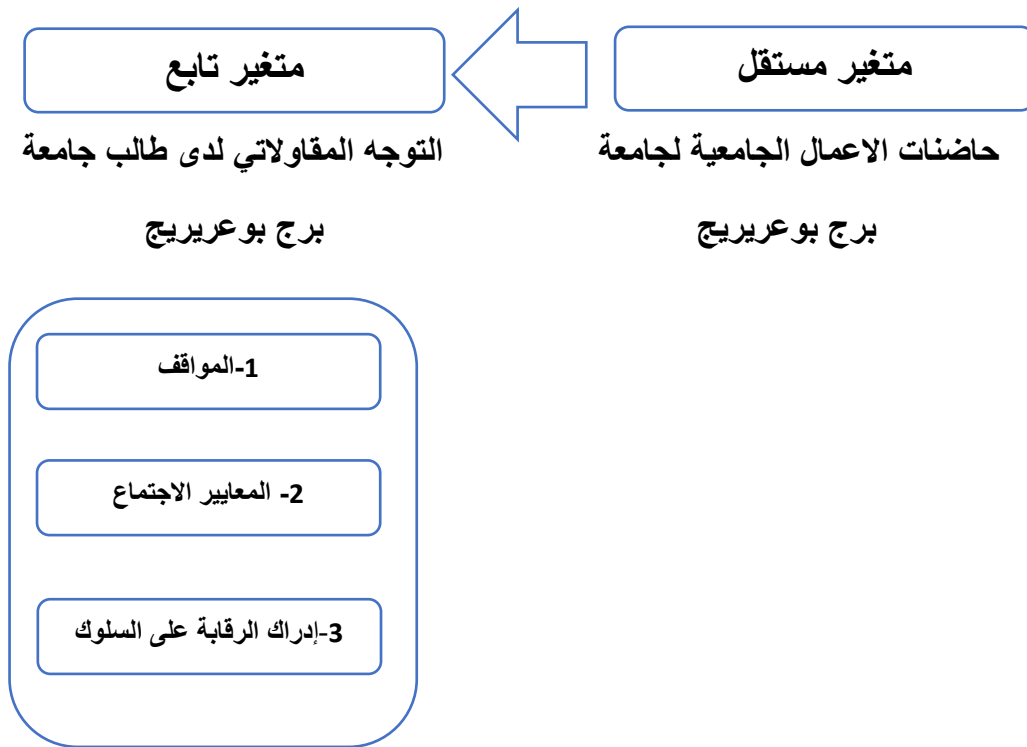 متغير مستقل
متغير تابع
حاضنات الاعمال الجامعية لجامعة
برج بوعريريج
التوجه المقاولاتي لدى طالب جامعة
برج بوعريريج
1-المواقف
2- المعايير الاجتماع
3-إدراك الرقابة على السلوك